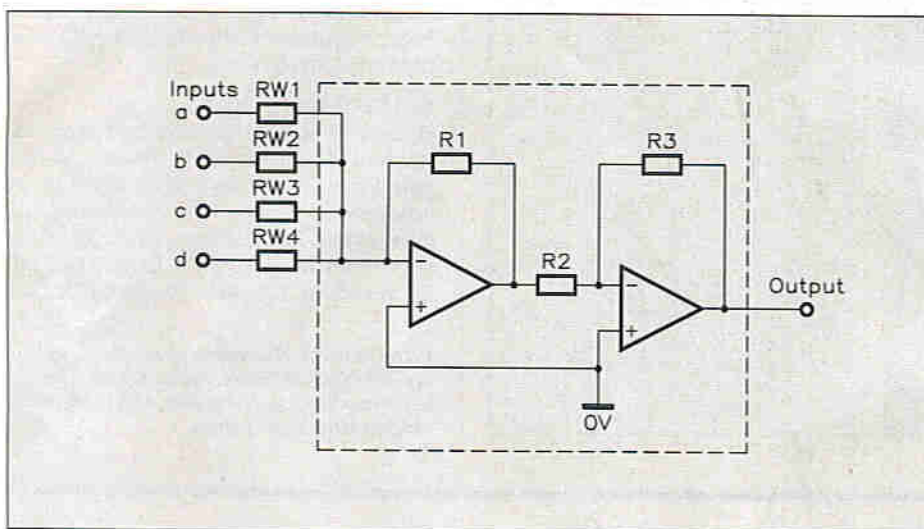 Inputs
a
RW1
b
RW2
c
RW3
d
RW4
R1
R2
R3
-
+
-
+
Output
0V